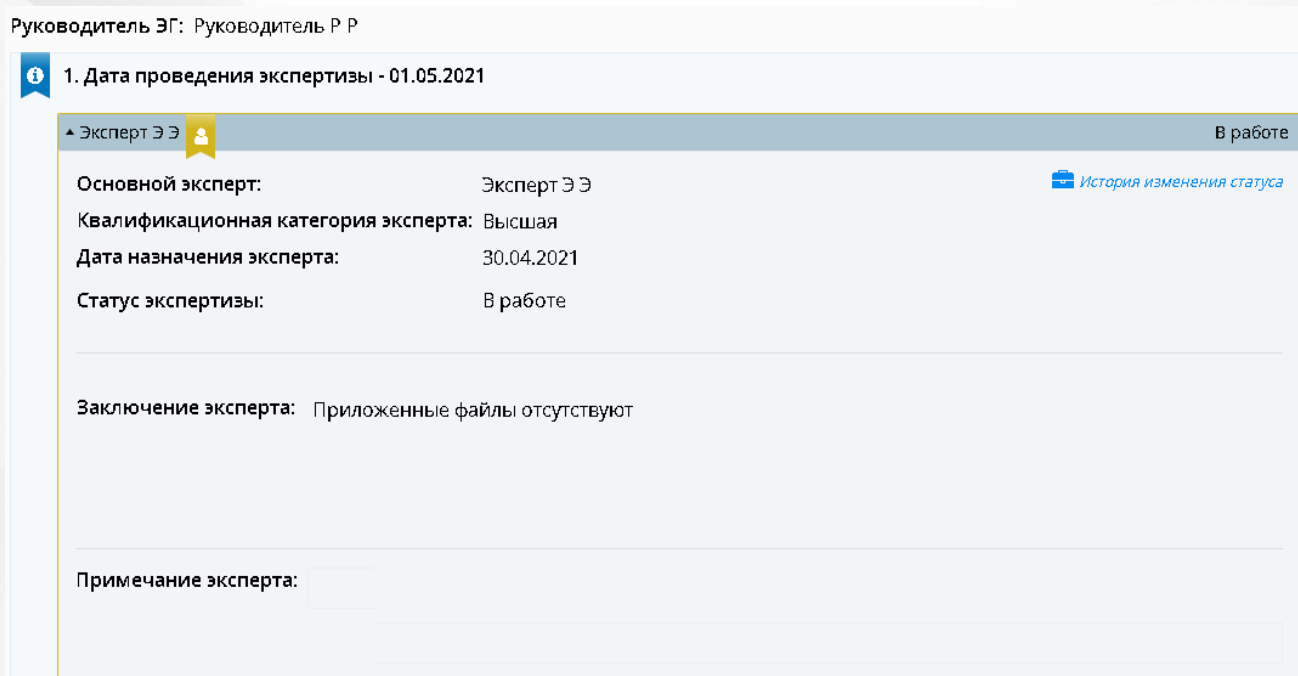 Руководитель ЭГ: Руководитель Р Р
1. Дата проведения экспертизы - 01.05.2021
Эксперт Э Э В работе
Основной эксперт: Эксперт Э Э История изменения статуса
Квалификационная категория эксперта: Высшая
Дата назначения эксперта: 30.04.2021
Статус экспертизы: В работе
Заключение эксперта: Приложенные файлы отсутствуют
Примечание эксперта: